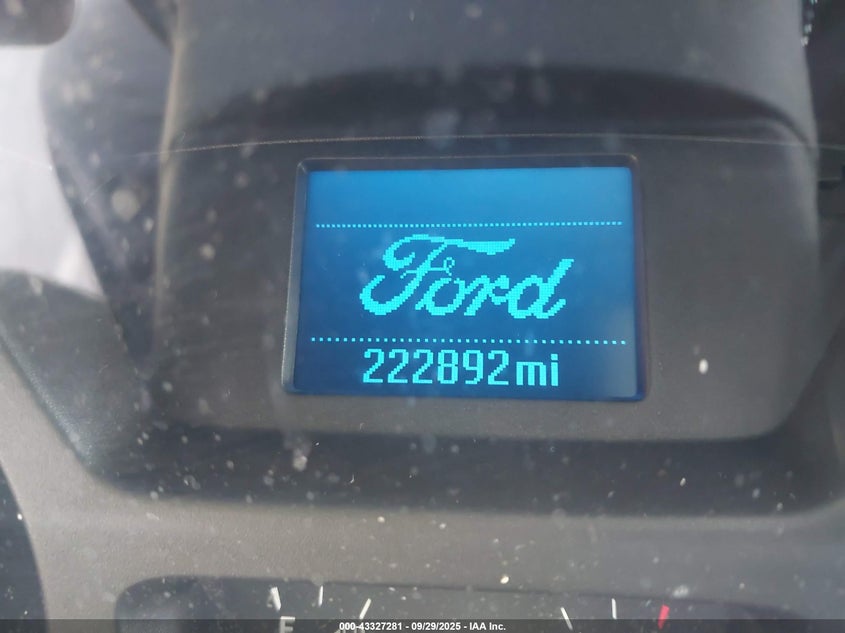 Ford
222892mi
F
000-43327281 - 09/29/2025 - IAA Inc.